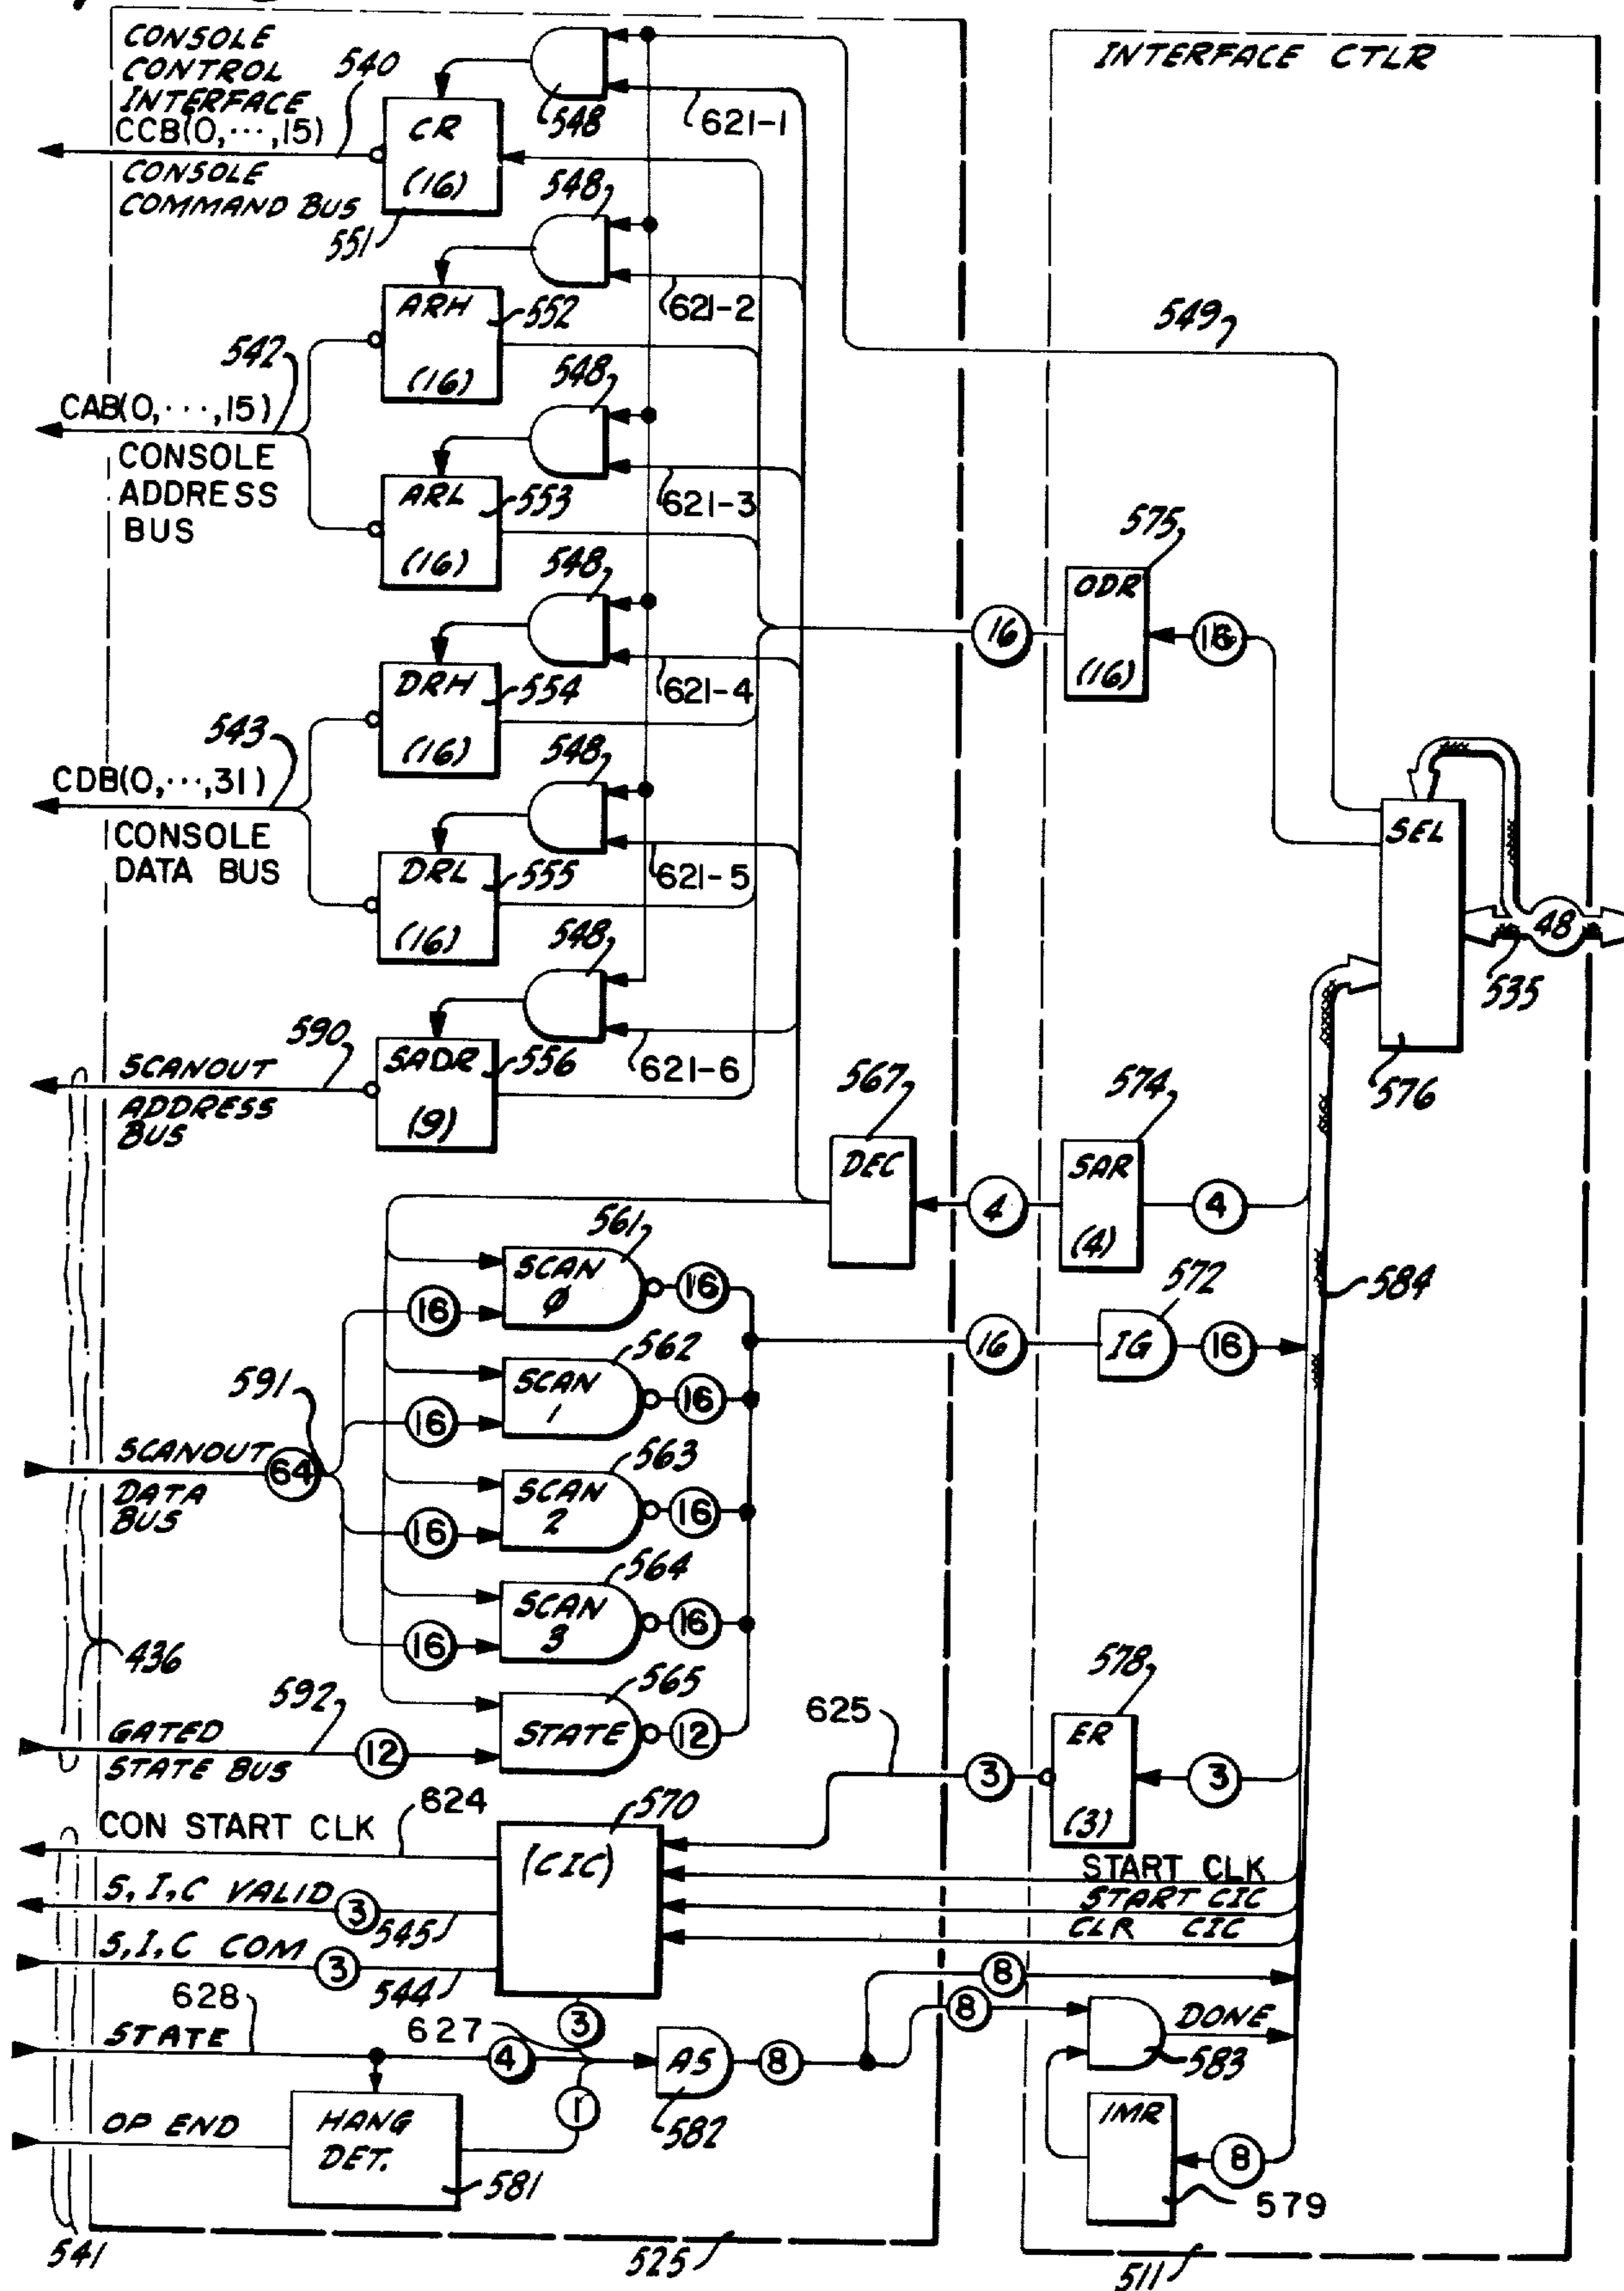 CONSOLE
CONTROL
INTERFACE
540
CCB(0,···,15)
CONSOLE
COMMAND BUS
CR
(16)
551
548
621-1
INTERFACE CTLR
548
ARH
(16)
552
621-2
549
542
CAB(0,···,15)
CONSOLE
ADDRESS
BUS
548
ARL
(16)
553
621-3
575
ODR
(16)
16
16
548
DRH
(16)
554
621-4
543
CDB(0,···,31)
CONSOLE
DATA BUS
548
DRL
(16)
555
621-5
SEL
576
48
535
548
590
SCANOUT
ADDRESS
BUS
SADR
(9)
556
621-6
567
DEC
4
574
SAR
(4)
4
584
561
SCAN
0
16
16
16
572
IG
16
562
SCAN
1
16
16
591
SCANOUT
DATA
BUS
64
563
SCAN
2
16
16
564
SCAN
3
16
16
436
565
STATE
12
592
GATED
STATE BUS
12
625
3
578
ER
(3)
3
624
CON START CLK
570
(CIC)
START CLK
START CIC
CLR CIC
S,I,C VALID
3
545
S,I,C COM
3
544
3
628
STATE
627
4
AS
582
8
8
8
DONE
583
1
OP END
HANG
DET.
581
IMR
8
579
541
525
511